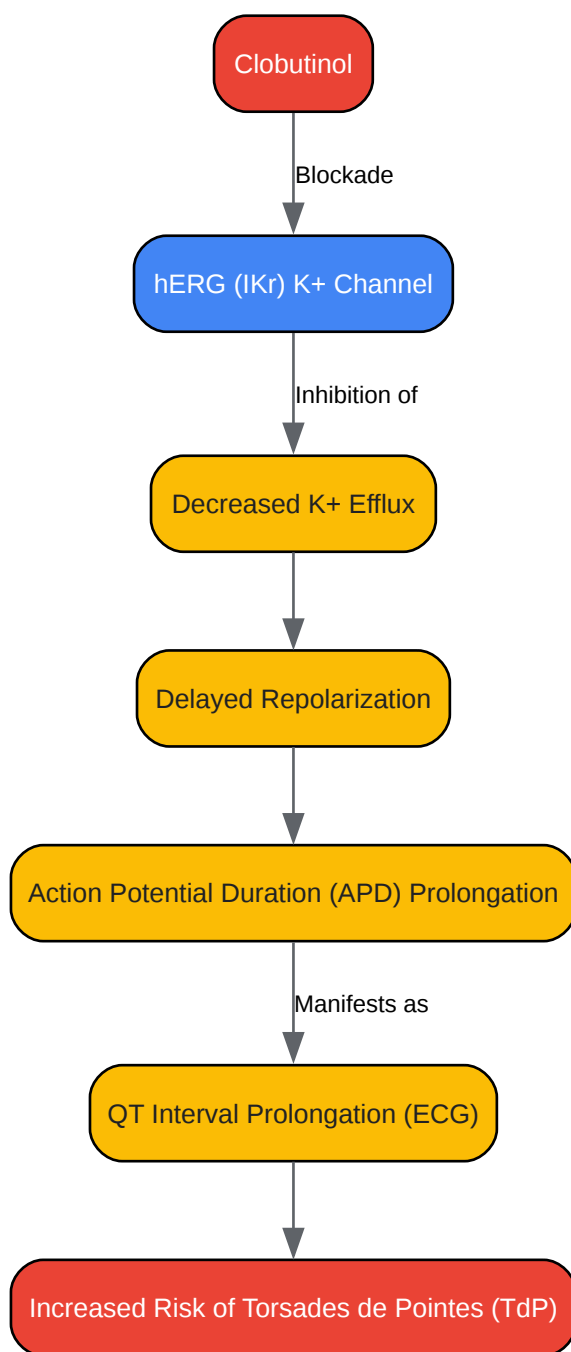 Clobutinol
Blockade
hERG (IKr) K+ Channel
Inhibition of
Decreased K+ Efflux
Delayed Repolarization
Action Potential Duration (APD) Prolongation
Manifests as
QT Interval Prolongation (ECG)
Increased Risk of Torsades de Pointes (TdP)